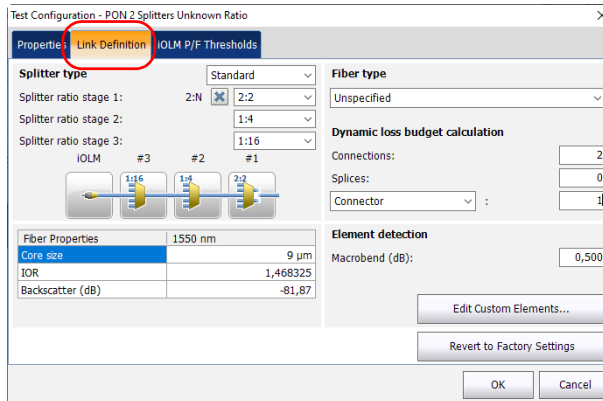 Test Configuration - PON 2 Splitters Unknown Ratio
Properties
Link Definition
iOLM P/F Thresholds
Splitter type
Standard
Splitter ratio stage 1:
2:N
2:2
Splitter ratio stage 2:
1:4
Splitter ratio stage 3:
1:16
iOLM #3 #2 #1
1:16 1:4 2:2
Fiber Properties 1550 nm
Core size 9 µm
IOR 1,468325
Backscatter (dB) -81,87
Fiber type
Unspecified
Dynamic loss budget calculation
Connections: 2
Splices: 0
Connector : 1
Element detection
Macrobend (dB): 0,500
Edit Custom Elements...
Revert to Factory Settings
OK Cancel